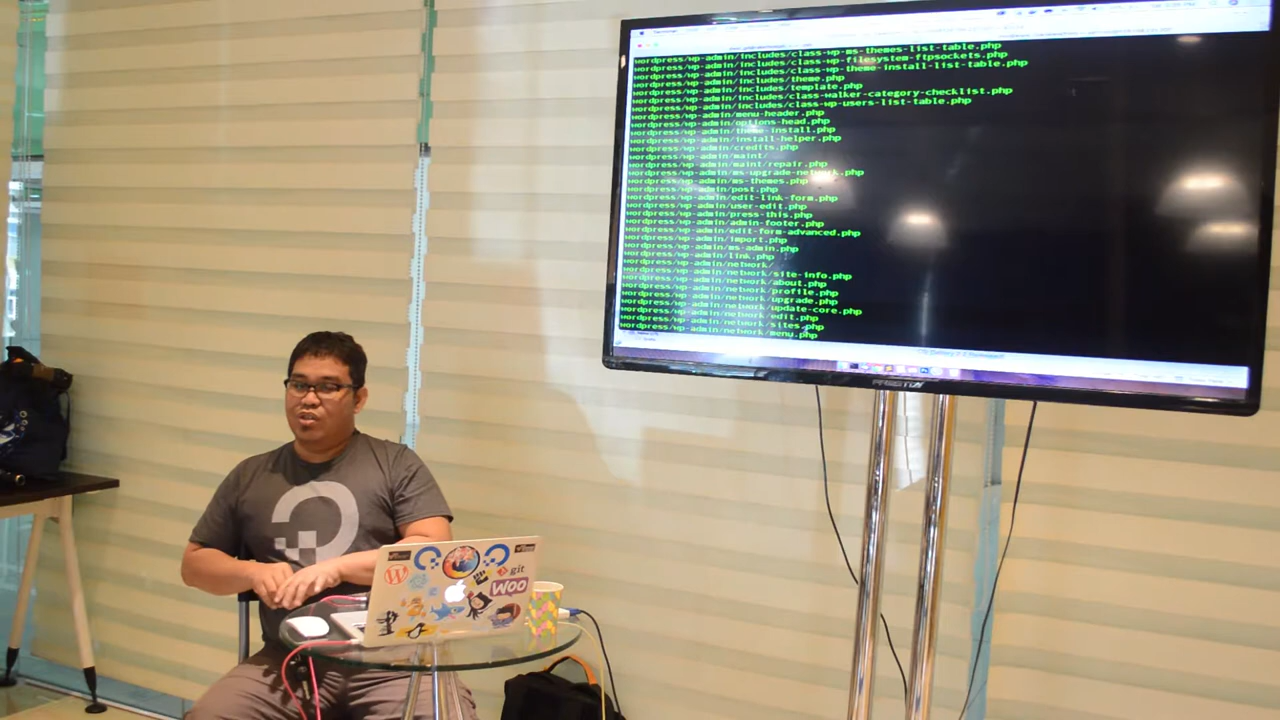 wordpress/wp-admin/includes/class-wp-ms-themes-list-table.php
wordpress/wp-admin/includes/class-wp-filesystem-ftpsockets.php
wordpress/wp-admin/includes/class-wp-theme-install-list-table.php
wordpress/wp-admin/includes/theme.php
wordpress/wp-admin/includes/template.php
wordpress/wp-admin/includes/class-walker-category-checklist.php
wordpress/wp-admin/includes/class-wp-users-list-table.php
wordpress/wp-admin/menu-header.php
wordpress/wp-admin/options-head.php
wordpress/wp-admin/theme-install.php
wordpress/wp-admin/install-helper.php
wordpress/wp-admin/credits.php
wordpress/wp-admin/maint/
wordpress/wp-admin/maint/repair.php
wordpress/wp-admin/ms-upgrade-network.php
wordpress/wp-admin/ms-themes.php
wordpress/wp-admin/post.php
wordpress/wp-admin/edit-link-form.php
wordpress/wp-admin/user-edit.php
wordpress/wp-admin/press-this.php
wordpress/wp-admin/admin-footer.php
wordpress/wp-admin/edit-form-advanced.php
wordpress/wp-admin/import.php
wordpress/wp-admin/ms-admin.php
wordpress/wp-admin/link.php
wordpress/wp-admin/network/
wordpress/wp-admin/network/site-info.php
wordpress/wp-admin/network/about.php
wordpress/wp-admin/network/profile.php
wordpress/wp-admin/network/upgrade.php
wordpress/wp-admin/network/update-core.php
wordpress/wp-admin/network/edit.php
wordpress/wp-admin/network/sites.php
wordpress/wp-admin/network/menu.php
git
WOO